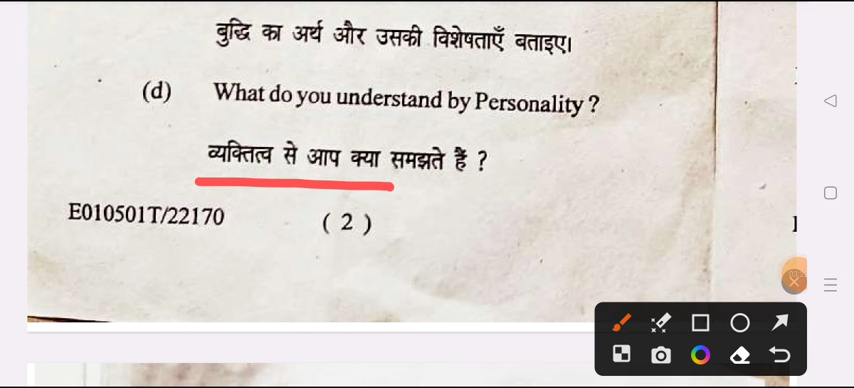 बुद्धि का अर्थ और उसकी विशेषताएँ बताइए।
(d) What do you understand by Personality ?
व्यक्तित्व से आप क्या समझते हैं ?
E010501T/22170 ( 2 )